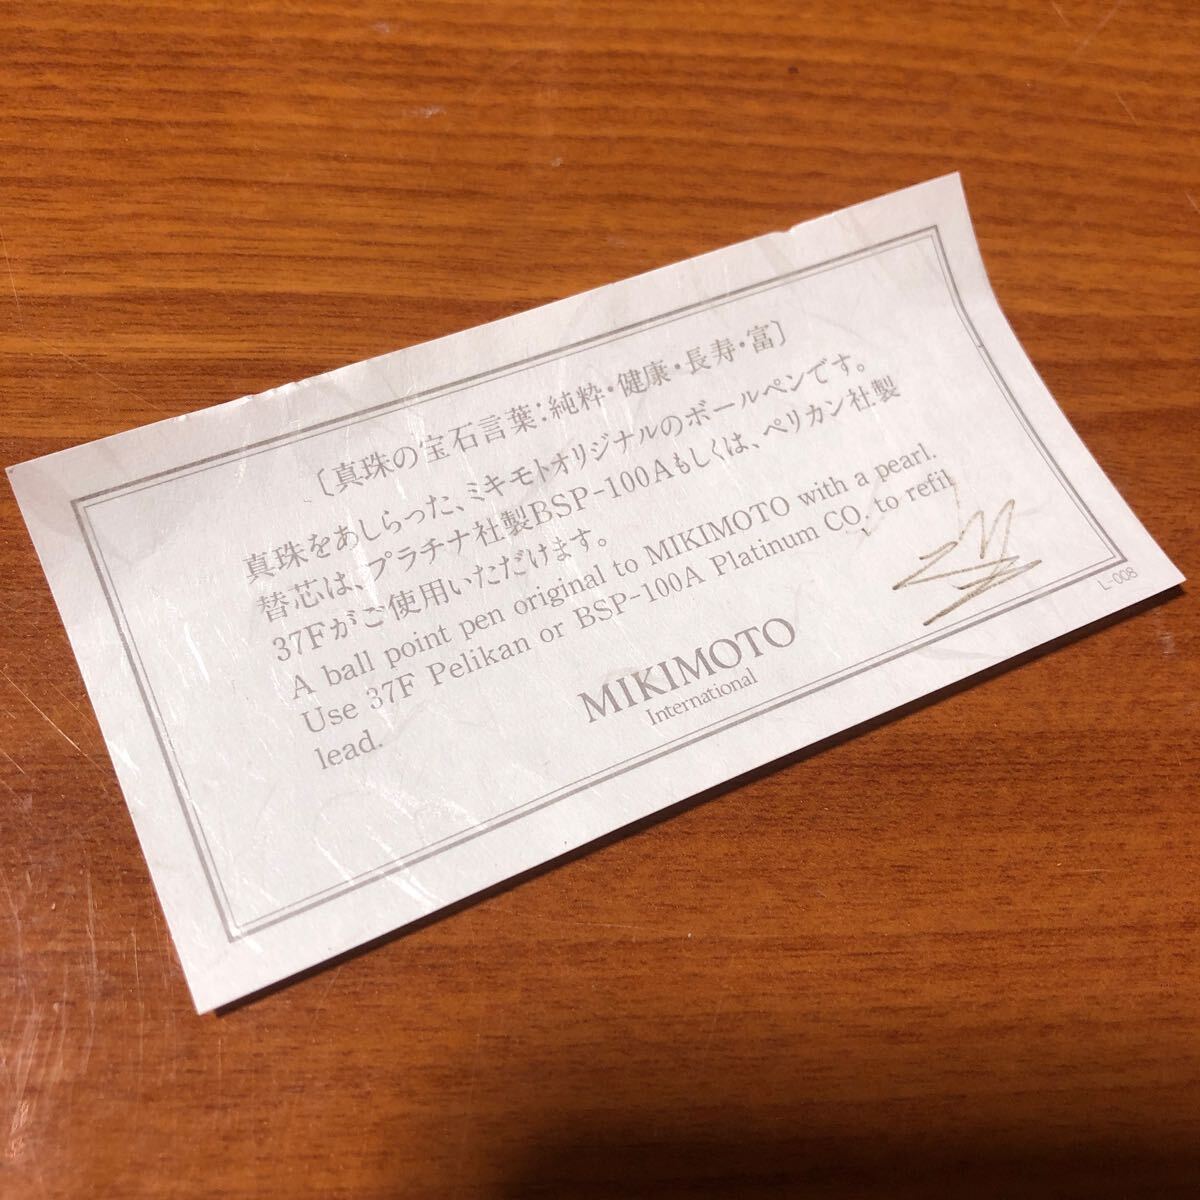 〔真珠の宝石言葉:純粋・健康・長寿・富〕
真珠をあしらった、ミキモトオリジナルのボールペンです。
替芯は、プラチナ社製BSP-100Aもしくは、ペリカン社製
37Fがご使用いただけます。
A ball point pen original to MIKIMOTO with a pearl.
Use 37F Pelikan or BSP-100A Platinum CO, to refil
lead.
MIKIMOTO
International
L-008